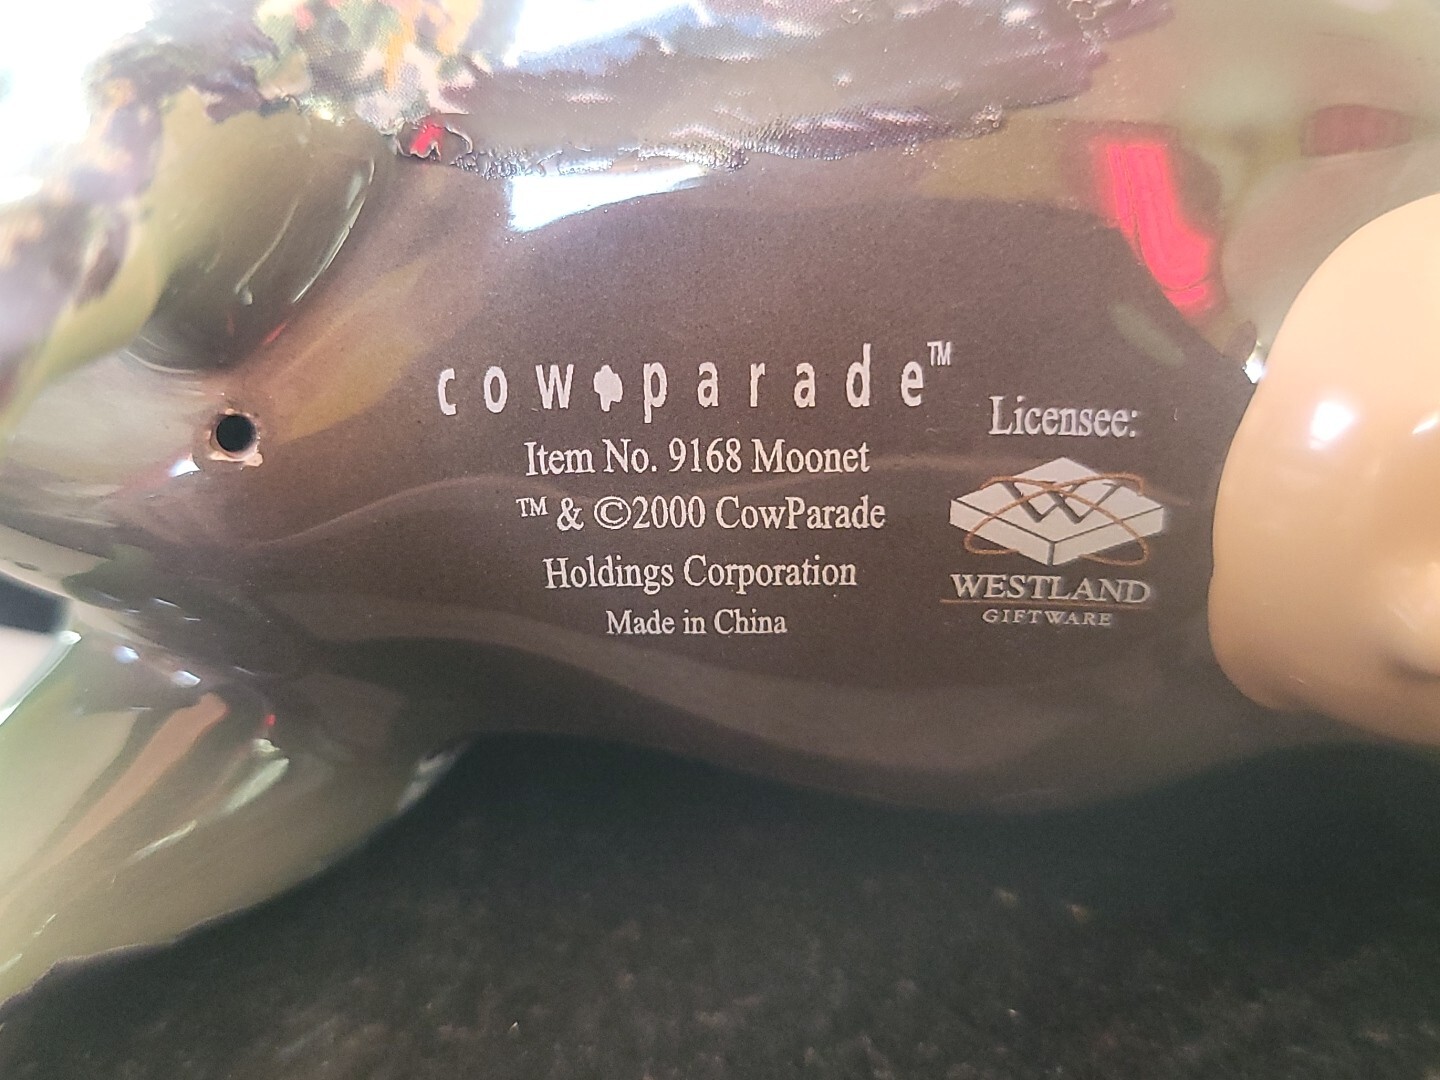 cow parade™
Item No. 9168 Moonet
™ & ©2000 CowParade
Holdings Corporation
Made in China
Licensee:
W
WESTLAND
GIFTWARE